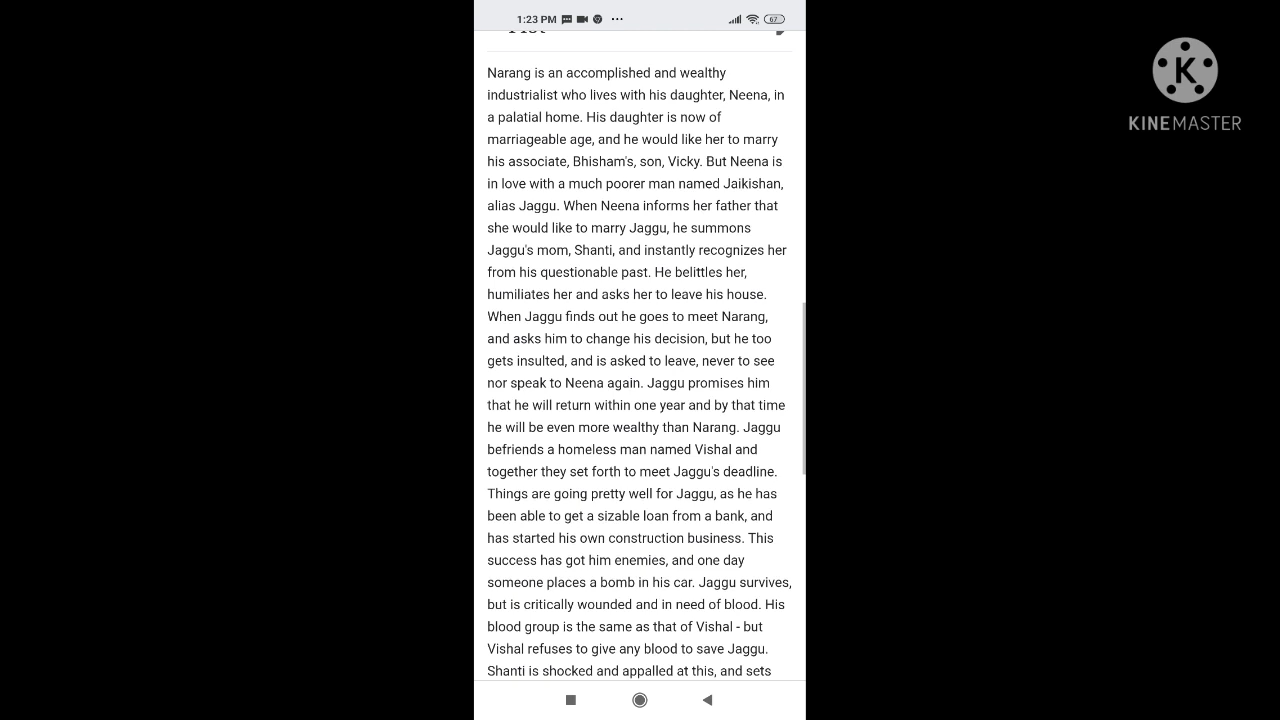 1:23 PM
67
Plot
Narang is an accomplished and wealthy
industrialist who lives with his daughter, Neena, in
a palatial home. His daughter is now of
marriageable age, and he would like her to marry
his associate, Bhisham's, son, Vicky. But Neena is
in love with a much poorer man named Jaikishan,
alias Jaggu. When Neena informs her father that
she would like to marry Jaggu, he summons
Jaggu's mom, Shanti, and instantly recognizes her
from his questionable past. He belittles her,
humiliates her and asks her to leave his house.
When Jaggu finds out he goes to meet Narang,
and asks him to change his decision, but he too
gets insulted, and is asked to leave, never to see
nor speak to Neena again. Jaggu promises him
that he will return within one year and by that time
he will be even more wealthy than Narang. Jaggu
befriends a homeless man named Vishal and
together they set forth to meet Jaggu's deadline.
Things are going pretty well for Jaggu, as he has
been able to get a sizable loan from a bank, and
has started his own construction business. This
success has got him enemies, and one day
someone places a bomb in his car. Jaggu survives,
but is critically wounded and in need of blood. His
blood group is the same as that of Vishal - but
Vishal refuses to give any blood to save Jaggu.
Shanti is shocked and appalled at this, and sets
K
KINEMASTER